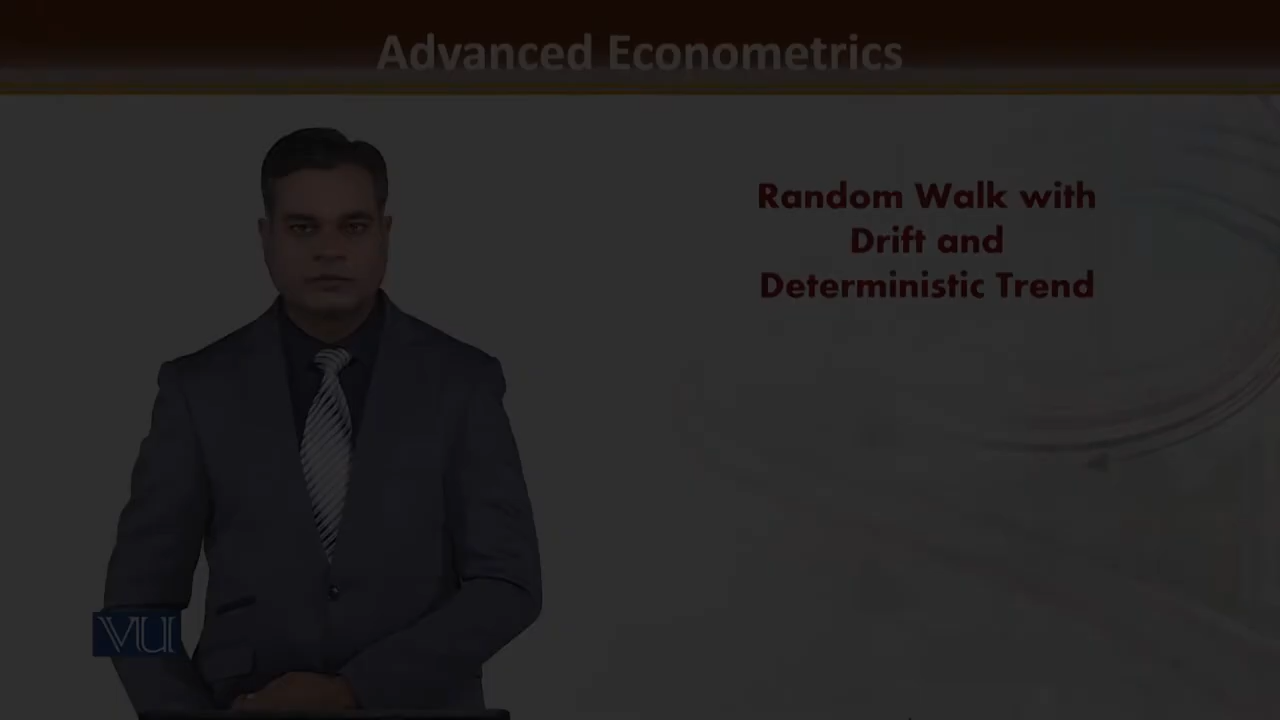 Advanced Econometrics
Random Walk with
Drift and
Deterministic Trend
VU